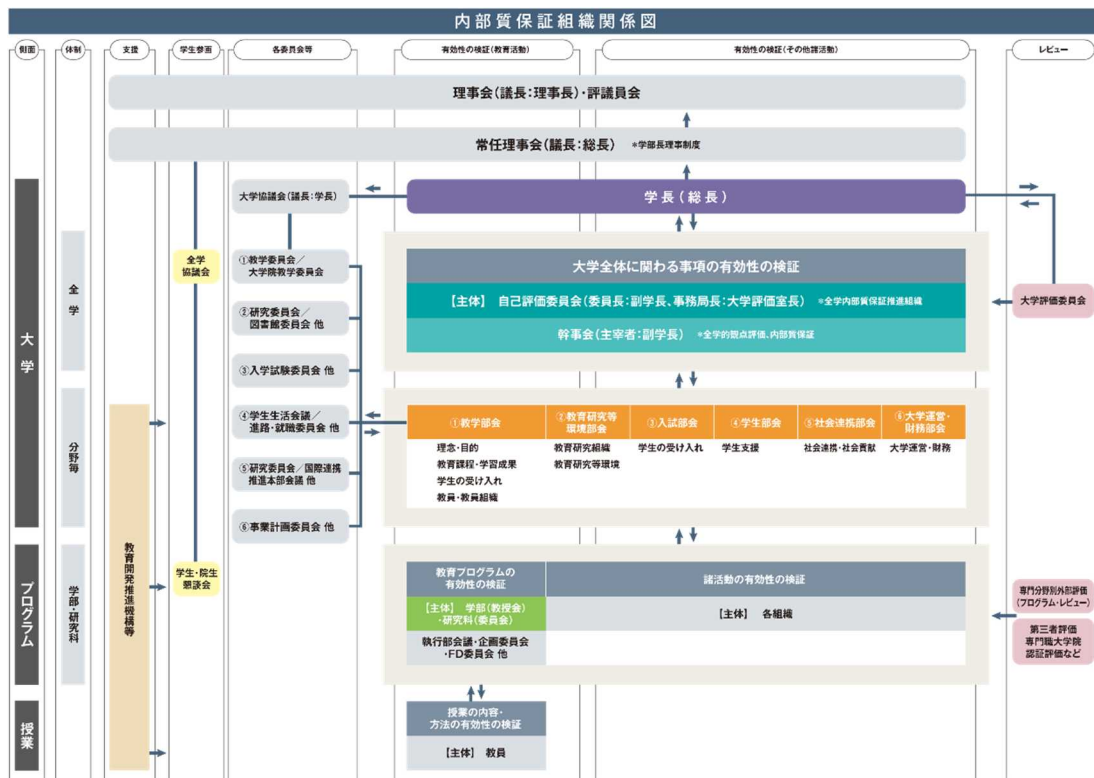 内部質保証組織関係図
側面
体制
支援
学生参画
各委員会等
有効性の検証(教育活動)
有効性の検証(その他諸活動)
レビュー
理事会(議長:理事長)・評議員会
常任理事会(議長:総長) *学部長理事制度
大学協議会(議長:学長)
学長(総長)
大学
全学
全学
協議会
①教学委員会/
大学院教学委員会
②研究委員会/
図書館委員会 他
③入学試験委員会 他
④学生生活会議/
進路・就職委員会 他
⑤研究委員会/国際連携
推進本部会議 他
⑥事業計画委員会 他
大学全体に関わる事項の有効性の検証
【主体】 自己評価委員会(委員長:副学長、事務局長:大学評価室長) *全学内部質保証推進組織
幹事会(主宰者:副学長) *全学的観点評価、内部質保証
大学評価委員会
分野毎
①教学部会
②教育研究等
環境部会
③入試部会
④学生部会
⑤社会連携部会
⑥大学運営・
財務部会
理念・目的
教育課程・学習成果
学生の受け入れ
教員・教員組織
教育研究組織
教育研究等環境
学生の受け入れ
学生支援
社会連携・社会貢献
大学運営・財務
教育開発推進機構等
プログラム
学部・研究科
学生・院生
懇談会
教育プログラムの
有効性の検証
【主体】 学部(教授会)
・研究科(委員会)
執行部会議・企画委員会
・FD委員会 他
諸活動の有効性の検証
【主体】 各組織
専門分野別外部評価
(プログラム・レビュー)
第三者評価
専門職大学院
認証評価など
授業
授業の内容・
方法の有効性の検証
【主体】 教員